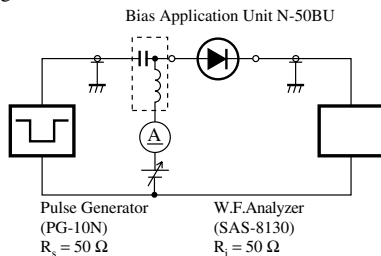 Bias Application Unit N-50BU
A
Pulse Generator
(PG-10N)
Rs = 50 Ω
W.F.Analyzer
(SAS-8130)
Ri = 50 Ω